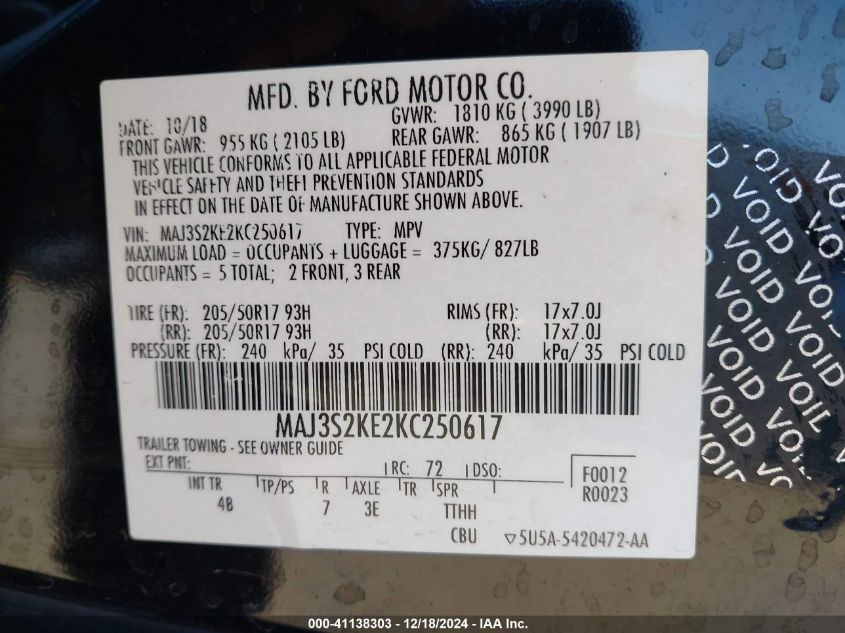 MFD. BY FORD MOTOR CO.
DATE: 10/18 GVWR: 1810 KG ( 3990 LB)
FRONT GAWR: 955 KG ( 2105 LB) REAR GAWR: 865 KG ( 1907 LB)
THIS VEHICLE CONFORMS TO ALL APPLICABLE FEDERAL MOTOR
VEHICLE SAFETY AND THEFT PREVENTION STANDARDS
IN EFFECT ON THE DATE OF MANUFACTURE SHOWN ABOVE.
VIN: MAJ3S2KE2KC250617 TYPE: MPV
MAXIMUM LOAD = OCCUPANTS + LUGGAGE = 375KG/ 827LB
OCCUPANTS = 5 TOTAL; 2 FRONT, 3 REAR
TIRE (FR): 205/50R17 93H RIMS (FR): 17x7.0J
(RR): 205/50R17 93H (RR): 17x7.0J
PRESSURE (FR): 240 kPa/ 35 PSI COLD (RR): 240 kPa/ 35 PSI COLD
MAJ3S2KE2KC250617
TRAILER TOWING - SEE OWNER GUIDE
EXT PNT: RC: 72 DSO: F0012
INT TR TP/PS R AXLE TR SPR R0023
4B 7 3E TTHH
CBU 5U5A-5420472-AA
VOID VOID VOID VOID
000-41138303 - 12/18/2024 - IAA Inc.